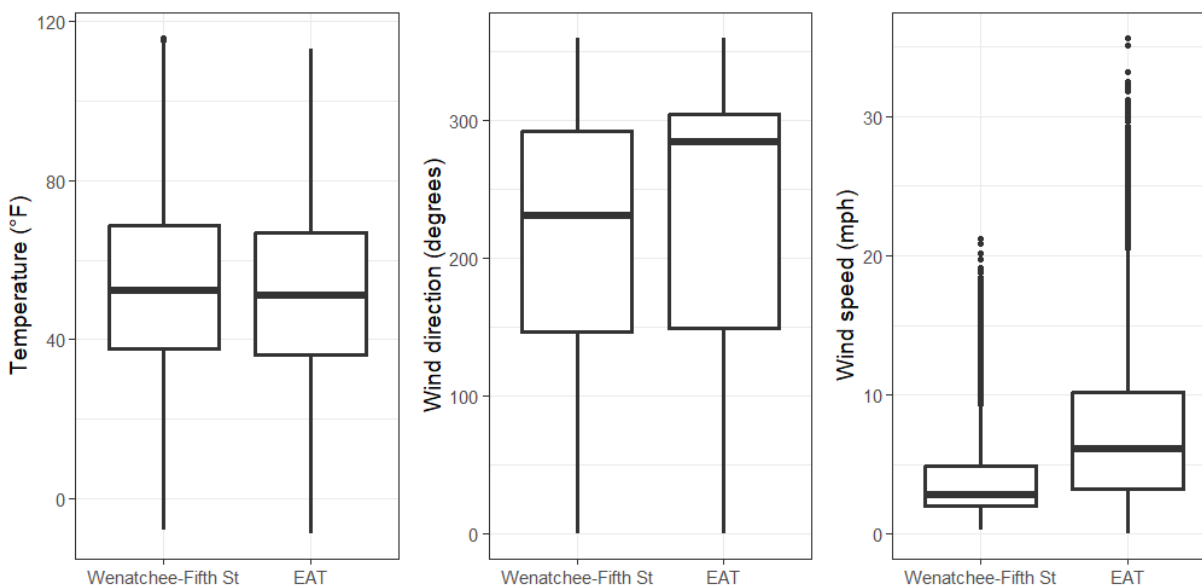 Temperature (°F)
120
80
40
0
Wenatchee-Fifth St EAT
Wind direction (degrees)
300
200
100
0
Wenatchee-Fifth St EAT
Wind speed (mph)
30
20
10
0
Wenatchee-Fifth St EAT